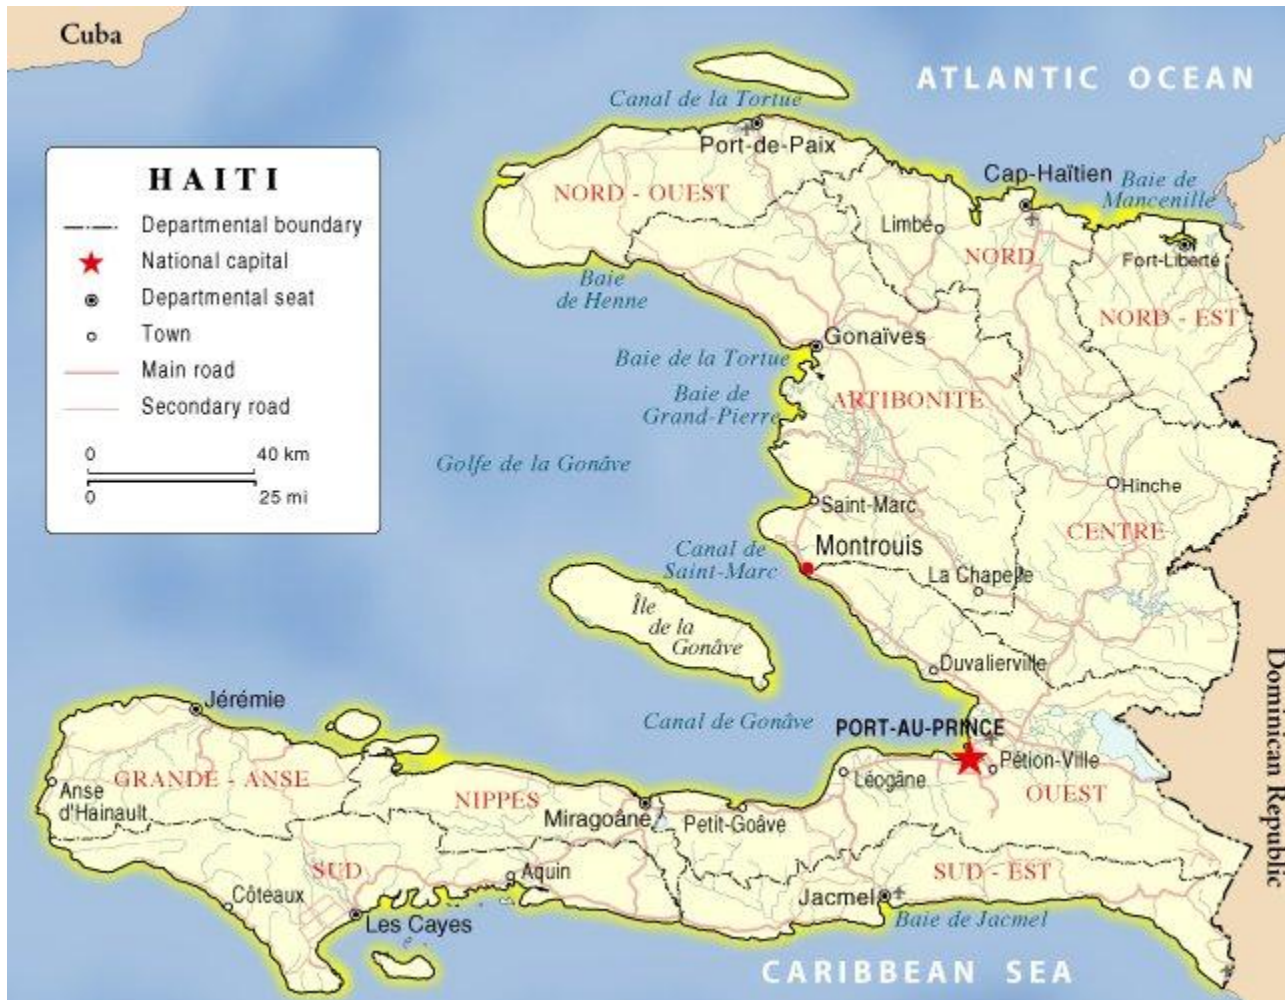 Cuba
ATLANTIC OCEAN
Canal de la Tortue
Port-de-Paix
HAITI
Departmental boundary
National capital
Departmental seat
Town
Main road
Secondary road
0 40 km
0 25 mi
NORD - OUEST
Cap-Haïtien
Baie de
Mancenille
Limbé
NORD
Fort-Liberté
Baie
de Henne
NORD - EST
Gonaïves
Baie de la Tortue
Baie de
Grand-Pierre
ARTIBONITE
Golfe de la Gonâve
Hinche
Saint-Marc
CENTRE
Canal de
Saint-Marc
Montrouis
La Chapelle
Île
de la
Gonâve
Duvalierville
Dominican Republic
Jérémie
Canal de Gonâve
PORT-AU-PRINCE
Pétion-Ville
Léogâne
OUEST
GRANDE - ANSE
Anse
d'Hainault
NIPPES
Miragoâne
Petit-Goâve
SUD
Aquin
SUD - EST
Côteaux
Les Cayes
Jacmel
Baie de Jacmel
CARIBBEAN SEA